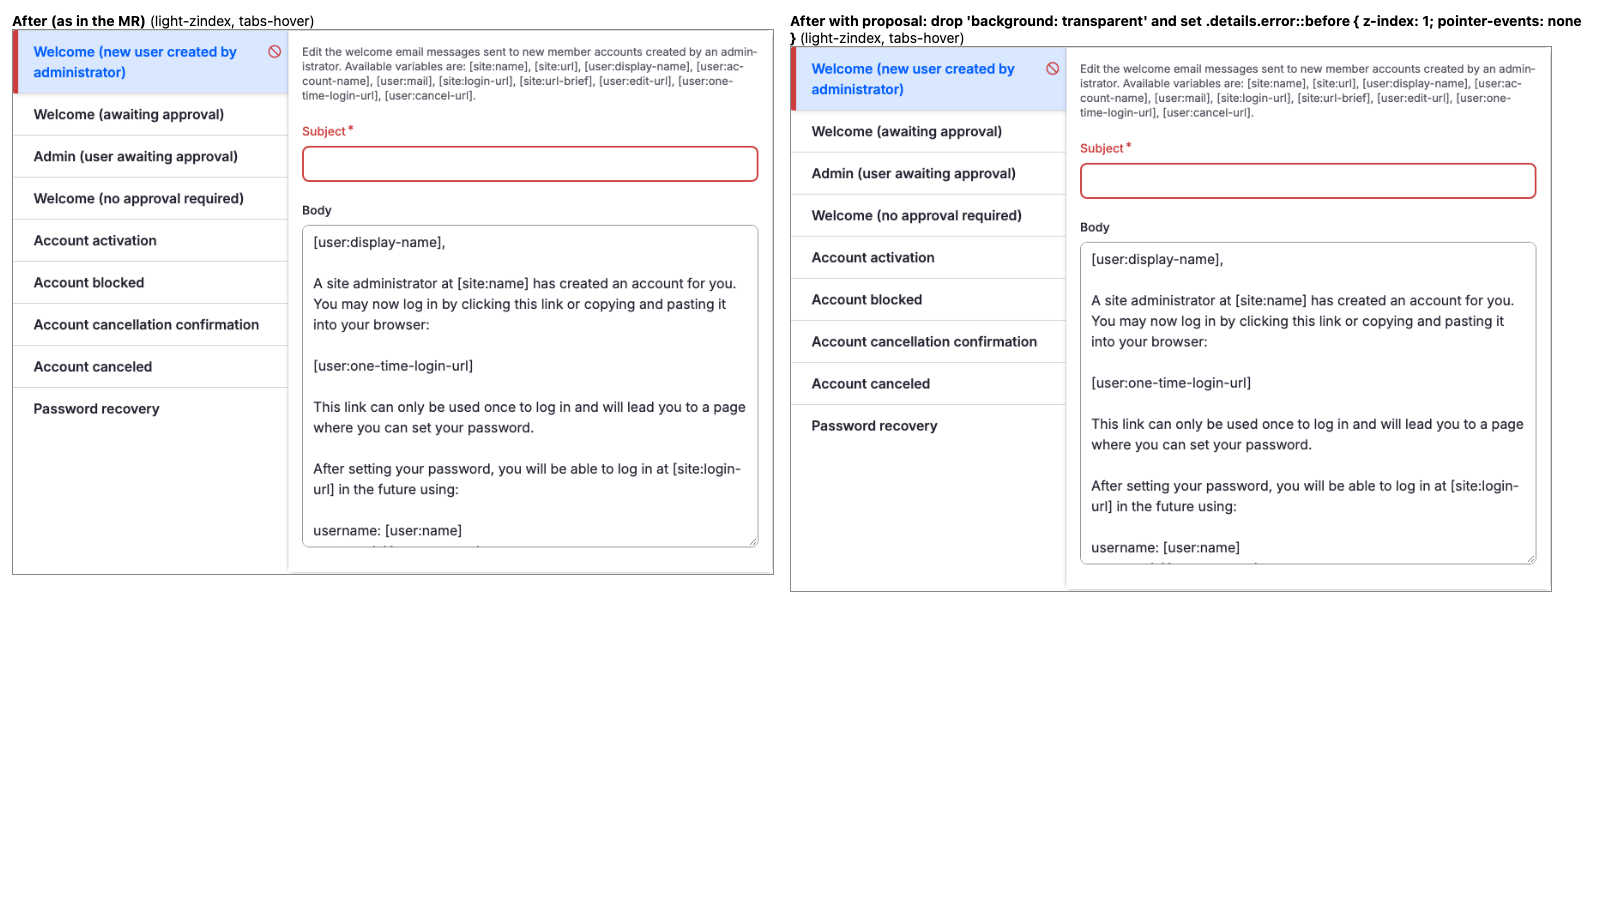 After (as in the MR) (light-zindex, tabs-hover)
Welcome (new user created by
administrator)
Welcome (awaiting approval)
Admin (user awaiting approval)
Welcome (no approval required)
Account activation
Account blocked
Account cancellation confirmation
Account canceled
Password recovery
Edit the welcome email messages sent to new member accounts created by an admin-
istrator. Available variables are: [site:name], [site:url], [user:display-name], [user:ac-
count-name], [user:mail], [site:login-url], [site:url-brief], [user:edit-url], [user:one-
time-login-url], [user:cancel-url].
Subject *
Body
[user:display-name],
A site administrator at [site:name] has created an account for you.
You may now log in by clicking this link or copying and pasting it
into your browser:
[user:one-time-login-url]
This link can only be used once to log in and will lead you to a page
where you can set your password.
After setting your password, you will be able to log in at [site:login-
url] in the future using:
username: [user:name]
After with proposal: drop 'background: transparent' and set .details.error::before { z-index: 1; pointer-events: none
} (light-zindex, tabs-hover)
Welcome (new user created by
administrator)
Welcome (awaiting approval)
Admin (user awaiting approval)
Welcome (no approval required)
Account activation
Account blocked
Account cancellation confirmation
Account canceled
Password recovery
Edit the welcome email messages sent to new member accounts created by an admin-
istrator. Available variables are: [site:name], [site:url], [user:display-name], [user:ac-
count-name], [user:mail], [site:login-url], [site:url-brief], [user:edit-url], [user:one-
time-login-url], [user:cancel-url].
Subject *
Body
[user:display-name],
A site administrator at [site:name] has created an account for you.
You may now log in by clicking this link or copying and pasting it
into your browser:
[user:one-time-login-url]
This link can only be used once to log in and will lead you to a page
where you can set your password.
After setting your password, you will be able to log in at [site:login-
url] in the future using:
username: [user:name]